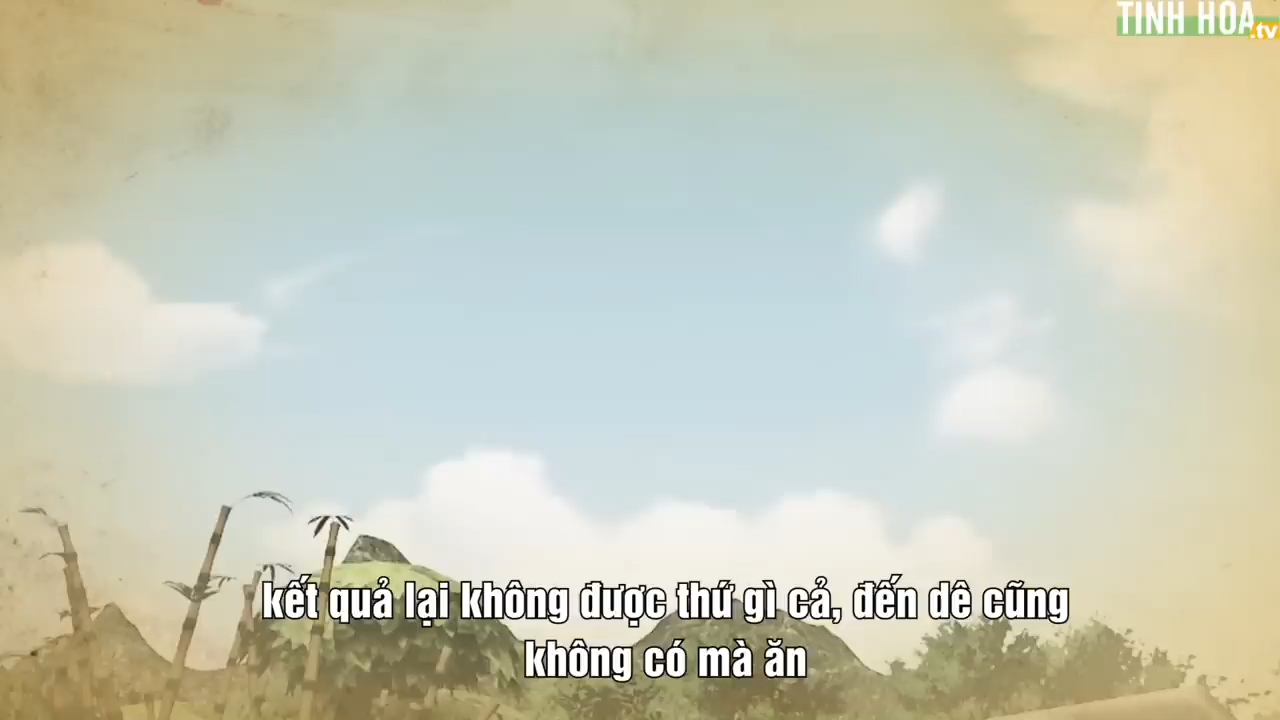 TINH HOA
.tv
kết quả lại không được thứ gì cả, đến dê cũng
không có mà ăn